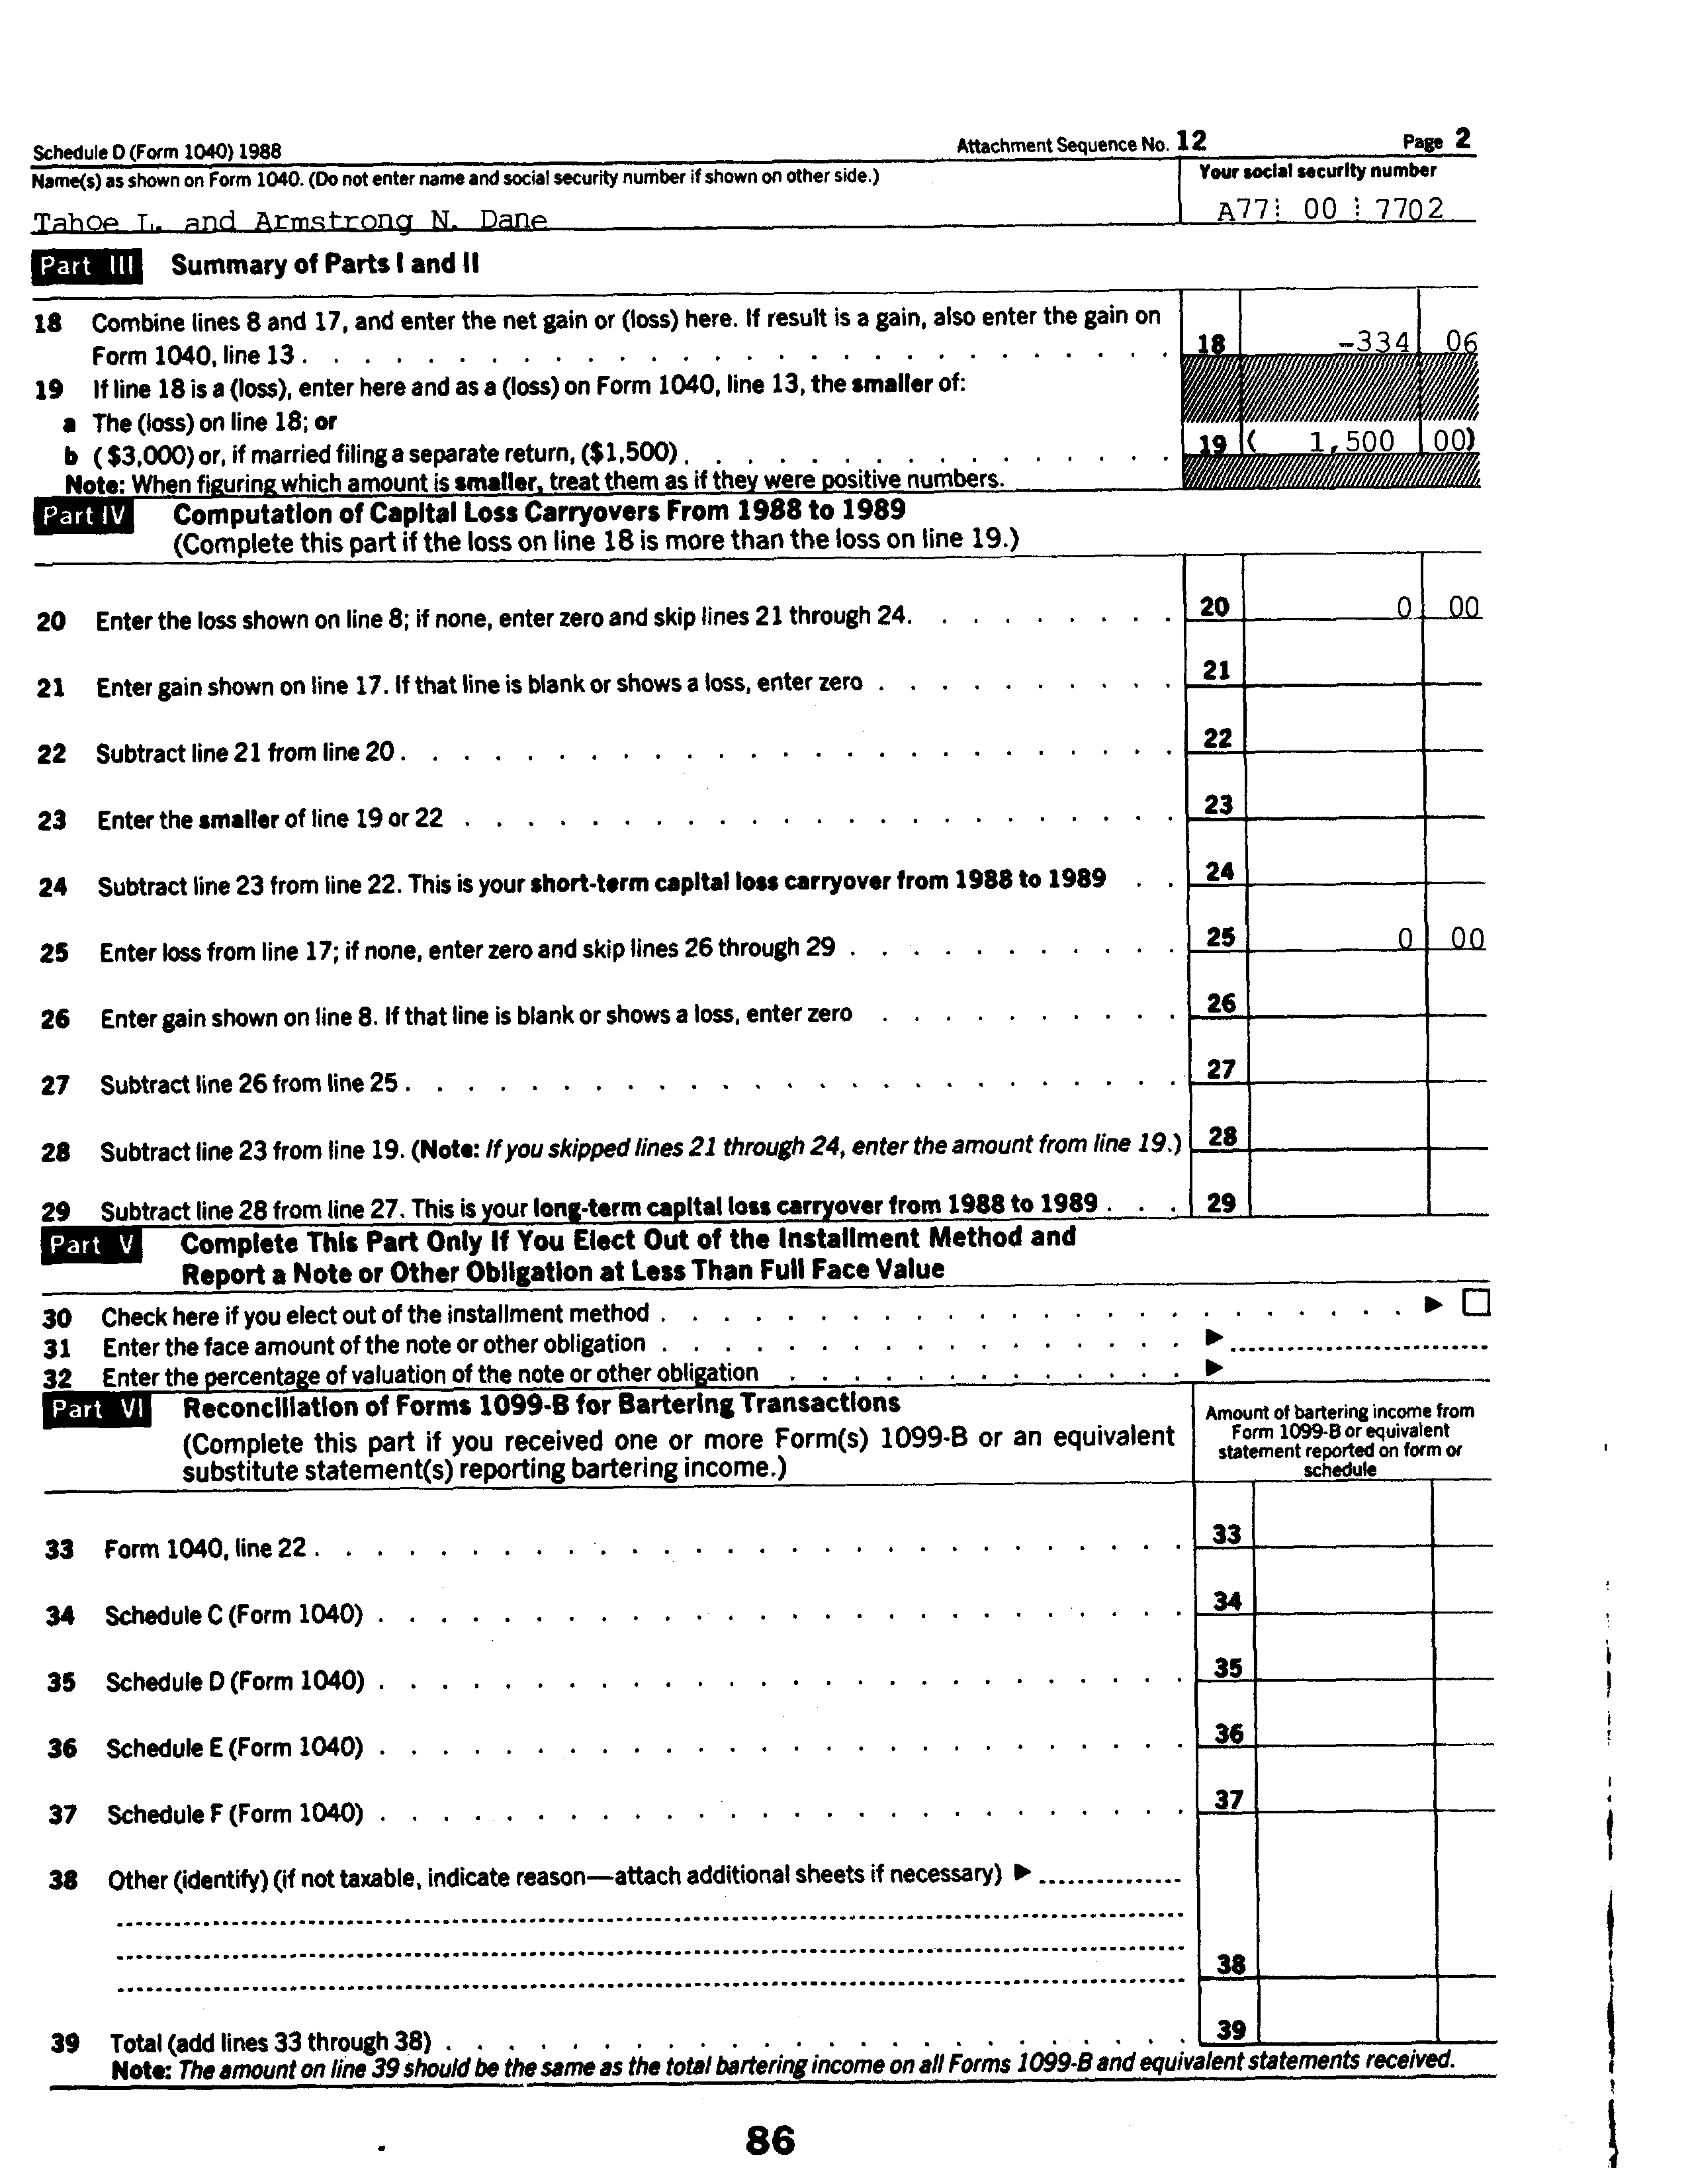 Schedule D (Form 1040) 1988 Attachment Sequence No. 12 Page 2
Name(s) as shown on Form 1040. (Do not enter name and social security number if shown on other side.) Your social security number
Tahoe L. and Armstrong N. Dane A77 00 7702
Part III Summary of Parts I and II
18 Combine lines 8 and 17, and enter the net gain or (loss) here. If result is a gain, also enter the gain on
Form 1040, line 13 . . . . . . . . . . . . . . . . . . . . . . . . . . . . 18 -334 06
19 If line 18 is a (loss), enter here and as a (loss) on Form 1040, line 13, the smaller of:
a The (loss) on line 18; or
b ($3,000) or, if married filing a separate return, ($1,500) . . . . . . . . . . . . . . . . 19 ( 1,500 00)
Note: When figuring which amount is smaller, treat them as if they were positive numbers.
Part IV Computation of Capital Loss Carryovers From 1988 to 1989
(Complete this part if the loss on line 18 is more than the loss on line 19.)
20 Enter the loss shown on line 8; if none, enter zero and skip lines 21 through 24. . . . . . . . . 20 0 00
21 Enter gain shown on line 17. If that line is blank or shows a loss, enter zero . . . . . . . . . . 21
22 Subtract line 21 from line 20 . . . . . . . . . . . . . . . . . . . . . . . . . 22
23 Enter the smaller of line 19 or 22 . . . . . . . . . . . . . . . . . . . . . . . 23
24 Subtract line 23 from line 22. This is your short-term capital loss carryover from 1988 to 1989 . . 24
25 Enter loss from line 17; if none, enter zero and skip lines 26 through 29 . . . . . . . . . . . 25 0 00
26 Enter gain shown on line 8. If that line is blank or shows a loss, enter zero . . . . . . . . . . 26
27 Subtract line 26 from line 25 . . . . . . . . . . . . . . . . . . . . . . . . . 27
28 Subtract line 23 from line 19. (Note: If you skipped lines 21 through 24, enter the amount from line 19.) 28
29 Subtract line 28 from line 27. This is your long-term capital loss carryover from 1988 to 1989 . . . 29
Part V Complete This Part Only If You Elect Out of the Installment Method and
Report a Note or Other Obligation at Less Than Full Face Value
30 Check here if you elect out of the installment method . . . . . . . . . . . . . . . . . . . . . . . . ▶ □
31 Enter the face amount of the note or other obligation . . . . . . . . . . . . . . . . . ▶
32 Enter the percentage of valuation of the note or other obligation . . . . . . . . . . . . . ▶
Part VI Reconciliation of Forms 1099-B for Bartering Transactions
(Complete this part if you received one or more Form(s) 1099-B or an equivalent
substitute statement(s) reporting bartering income.)
Amount of bartering income from
Form 1099-B or equivalent
statement reported on form or
schedule
33 Form 1040, line 22 . . . . . . . . . . . . . . . . . . . . . . . . . . . . 33
34 Schedule C (Form 1040) . . . . . . . . . . . . . . . . . . . . . . . . . . 34
35 Schedule D (Form 1040) . . . . . . . . . . . . . . . . . . . . . . . . . . 35
36 Schedule E (Form 1040) . . . . . . . . . . . . . . . . . . . . . . . . . . 36
37 Schedule F (Form 1040) . . . . . . . . . . . . . . . . . . . . . . . . . . 37
38 Other (identify) (if not taxable, indicate reason—attach additional sheets if necessary) ▶
38
39 Total (add lines 33 through 38) . . . . . . . . . . . . . . . . . . . . . . . . 39
Note: The amount on line 39 should be the same as the total bartering income on all Forms 1099-B and equivalent statements received.
86